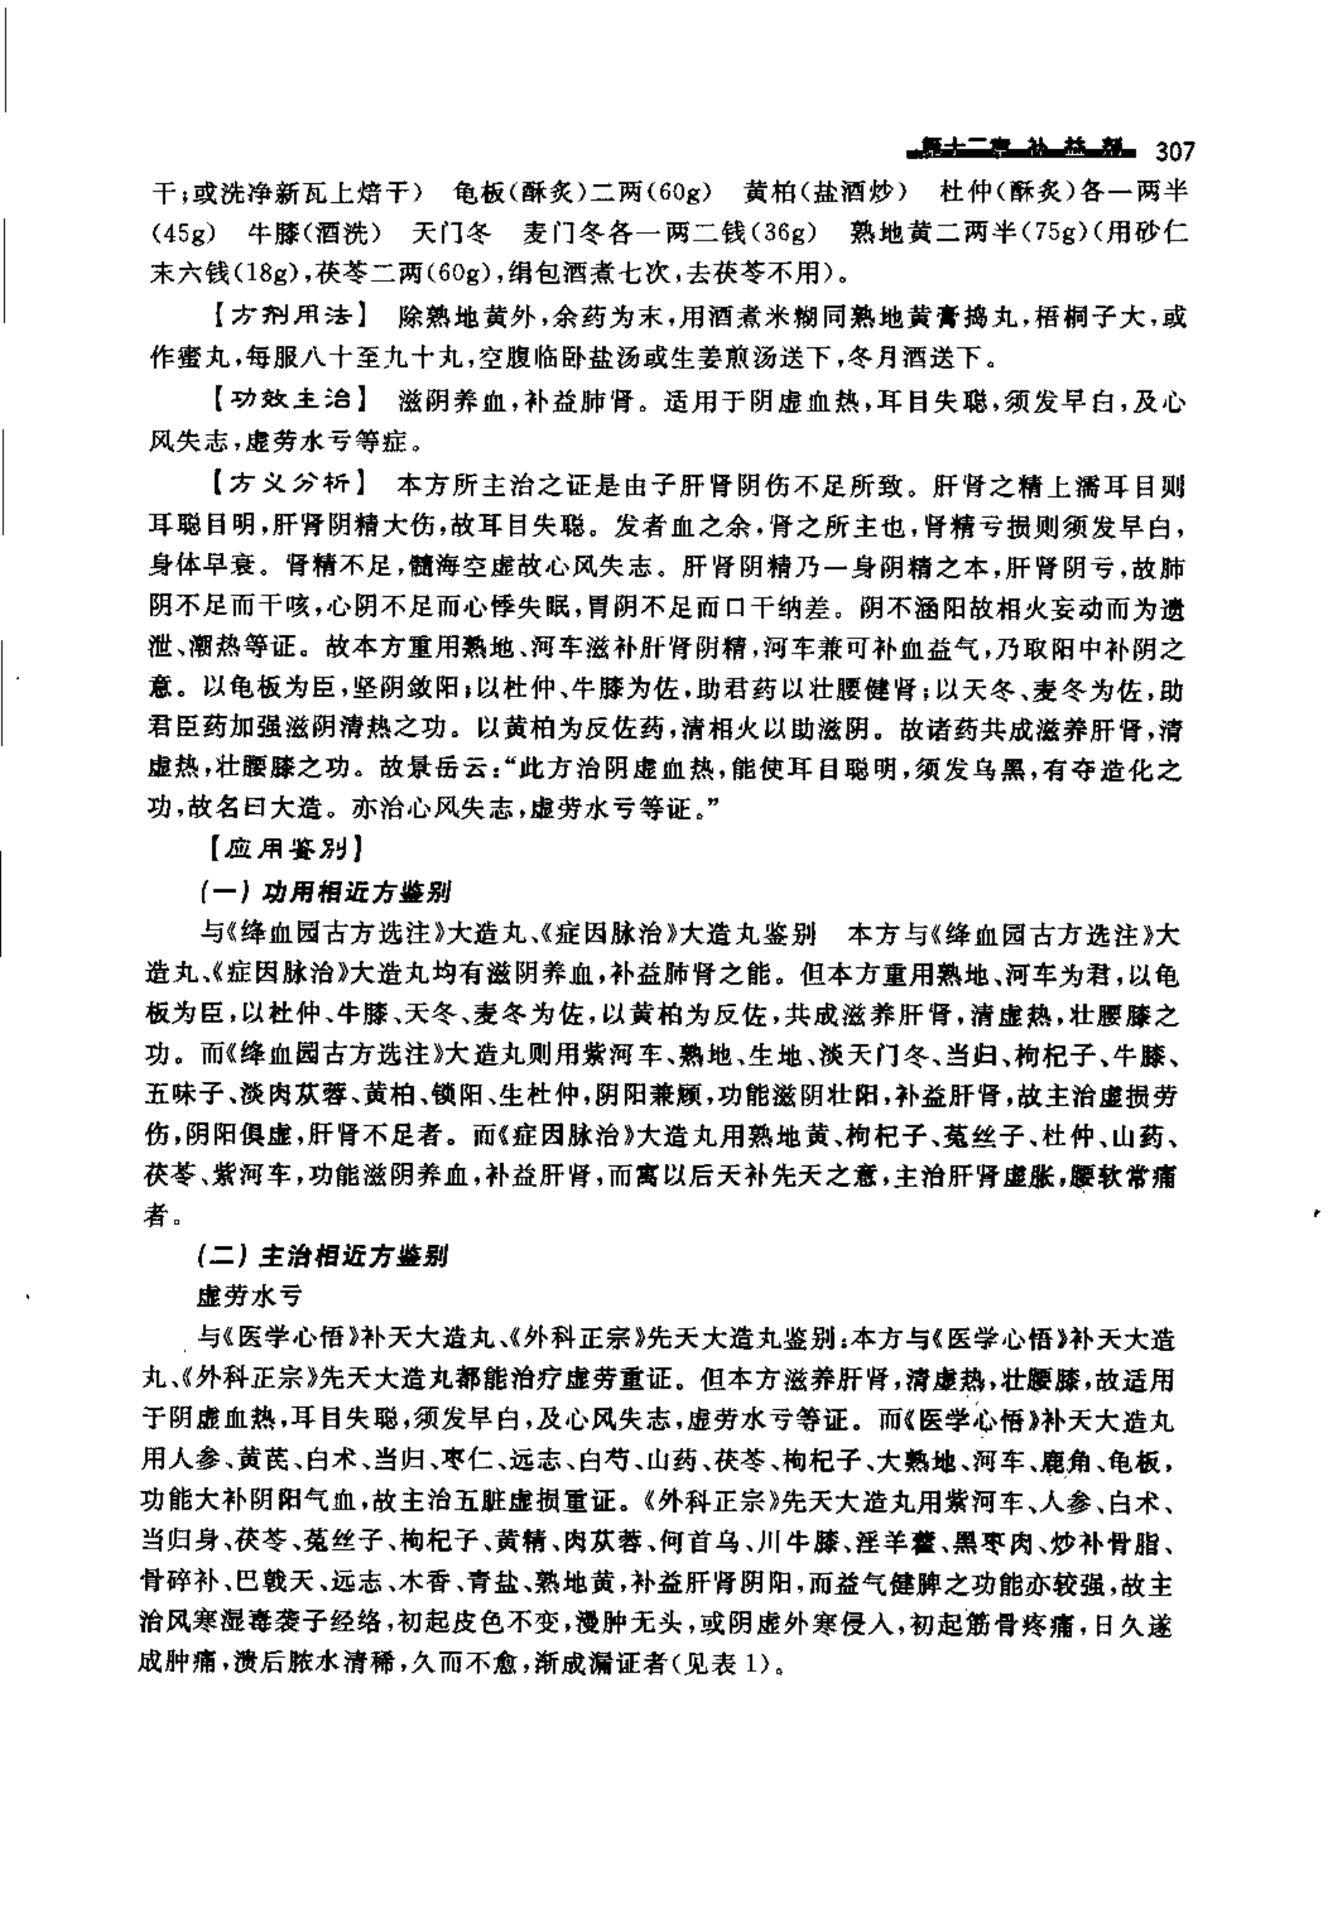 第十二章 补 益 剂 307
干;或洗净新瓦上焙干) 龟板(酥炙)二两(60g) 黄柏(盐酒炒) 杜仲(酥炙)各一两半
(45g) 牛膝(酒洗) 天门冬 麦门冬各一两二钱(36g) 熟地黄二两半(75g)(用砂仁
末六钱(18g),茯苓二两(60g),绢包酒煮七次,去茯苓不用)。
【方剂用法】 除熟地黄外,余药为末,用酒煮米糊同熟地黄膏捣丸,梧桐子大,或
作蜜丸,每服八十至九十丸,空腹临卧盐汤或生姜煎汤送下,冬月酒送下。
【功效主治】 滋阴养血,补益肺肾。适用于阴虚血热,耳目失聪,须发早白,及心
风失志,虚劳水亏等症。
【方义分析】 本方所主治之证是由于肝肾阴伤不足所致。肝肾之精上濡耳目则
耳聪目明,肝肾阴精大伤,故耳目失聪。发者血之余,肾之所主也,肾精亏损则须发早白,
身体早衰。肾精不足,髓海空虚故心风失志。肝肾阴精乃一身阴精之本,肝肾阴亏,故肺
阴不足而干咳,心阴不足而心悸失眠,胃阴不足而口干纳差。阴不涵阳故相火妄动而为遗
泄、潮热等证。故本方重用熟地、河车滋补肝肾阴精,河车兼可补血益气,乃取阳中补阴之
意。以龟板为臣,坚阴敛阳;以杜仲、牛膝为佐,助君药以壮腰健肾;以天冬、麦冬为佐,助
君臣药加强滋阴清热之功。以黄柏为反佐药,清相火以助滋阴。故诸药共成滋养肝肾,清
虚热,壮腰膝之功。故景岳云:“此方治阴虚血热,能使耳目聪明,须发乌黑,有夺造化之
功,故名曰大造。亦治心风失志,虚劳水亏等证。”
【应用鉴别】
(一)功用相近方鉴别
与《绛血园古方选注》大造丸、《症因脉治》大造丸鉴别 本方与《绛血园古方选注》大
造丸、《症因脉治》大造丸均有滋阴养血,补益肺肾之能。但本方重用熟地、河车为君,以龟
板为臣,以杜仲、牛膝、天冬、麦冬为佐,以黄柏为反佐,共成滋养肝肾,清虚热,壮腰膝之
功。而《绛血园古方选注》大造丸则用紫河车、熟地、生地、淡天门冬、当归、枸杞子、牛膝、
五味子、淡肉苁蓉、黄柏、锁阳、生杜仲,阴阳兼顾,功能滋阴壮阳,补益肝肾,故主治虚损劳
伤,阴阳俱虚,肝肾不足者。而《症因脉治》大造丸用熟地黄、枸杞子、菟丝子、杜仲、山药、
茯苓、紫河车,功能滋阴养血,补益肝肾,而寓以后天补先天之意,主治肝肾虚胀,腰软常痛
者。
(二)主治相近方鉴别
虚劳水亏
与《医学心悟》补天大造丸、《外科正宗》先天大造丸鉴别:本方与《医学心悟》补天大造
丸、《外科正宗》先天大造丸都能治疗虚劳重证。但本方滋养肝肾,清虚热,壮腰膝,故适用
于阴虚血热,耳目失聪,须发早白,及心风失志,虚劳水亏等证。而《医学心悟》补天大造丸
用人参、黄芪、白术、当归、枣仁、远志、白芍、山药、茯苓、枸杞子、大熟地、河车、鹿角、龟板,
功能大补阴阳气血,故主治五脏虚损重证。《外科正宗》先天大造丸用紫河车、人参、白术、
当归身、茯苓、菟丝子、枸杞子、黄精、肉苁蓉、何首乌、川牛膝、淫羊藿、黑枣肉、炒补骨脂、
骨碎补、巴戟天、远志、木香、青盐、熟地黄,补益肝肾阴阳,而益气健脾之功能亦较强,故主
治风寒湿毒袭于经络,初起皮色不变,漫肿无头,或阴虚外寒侵入,初起筋骨疼痛,日久遂
成肿痛,溃后脓水清稀,久而不愈,渐成漏证者(见表1)。